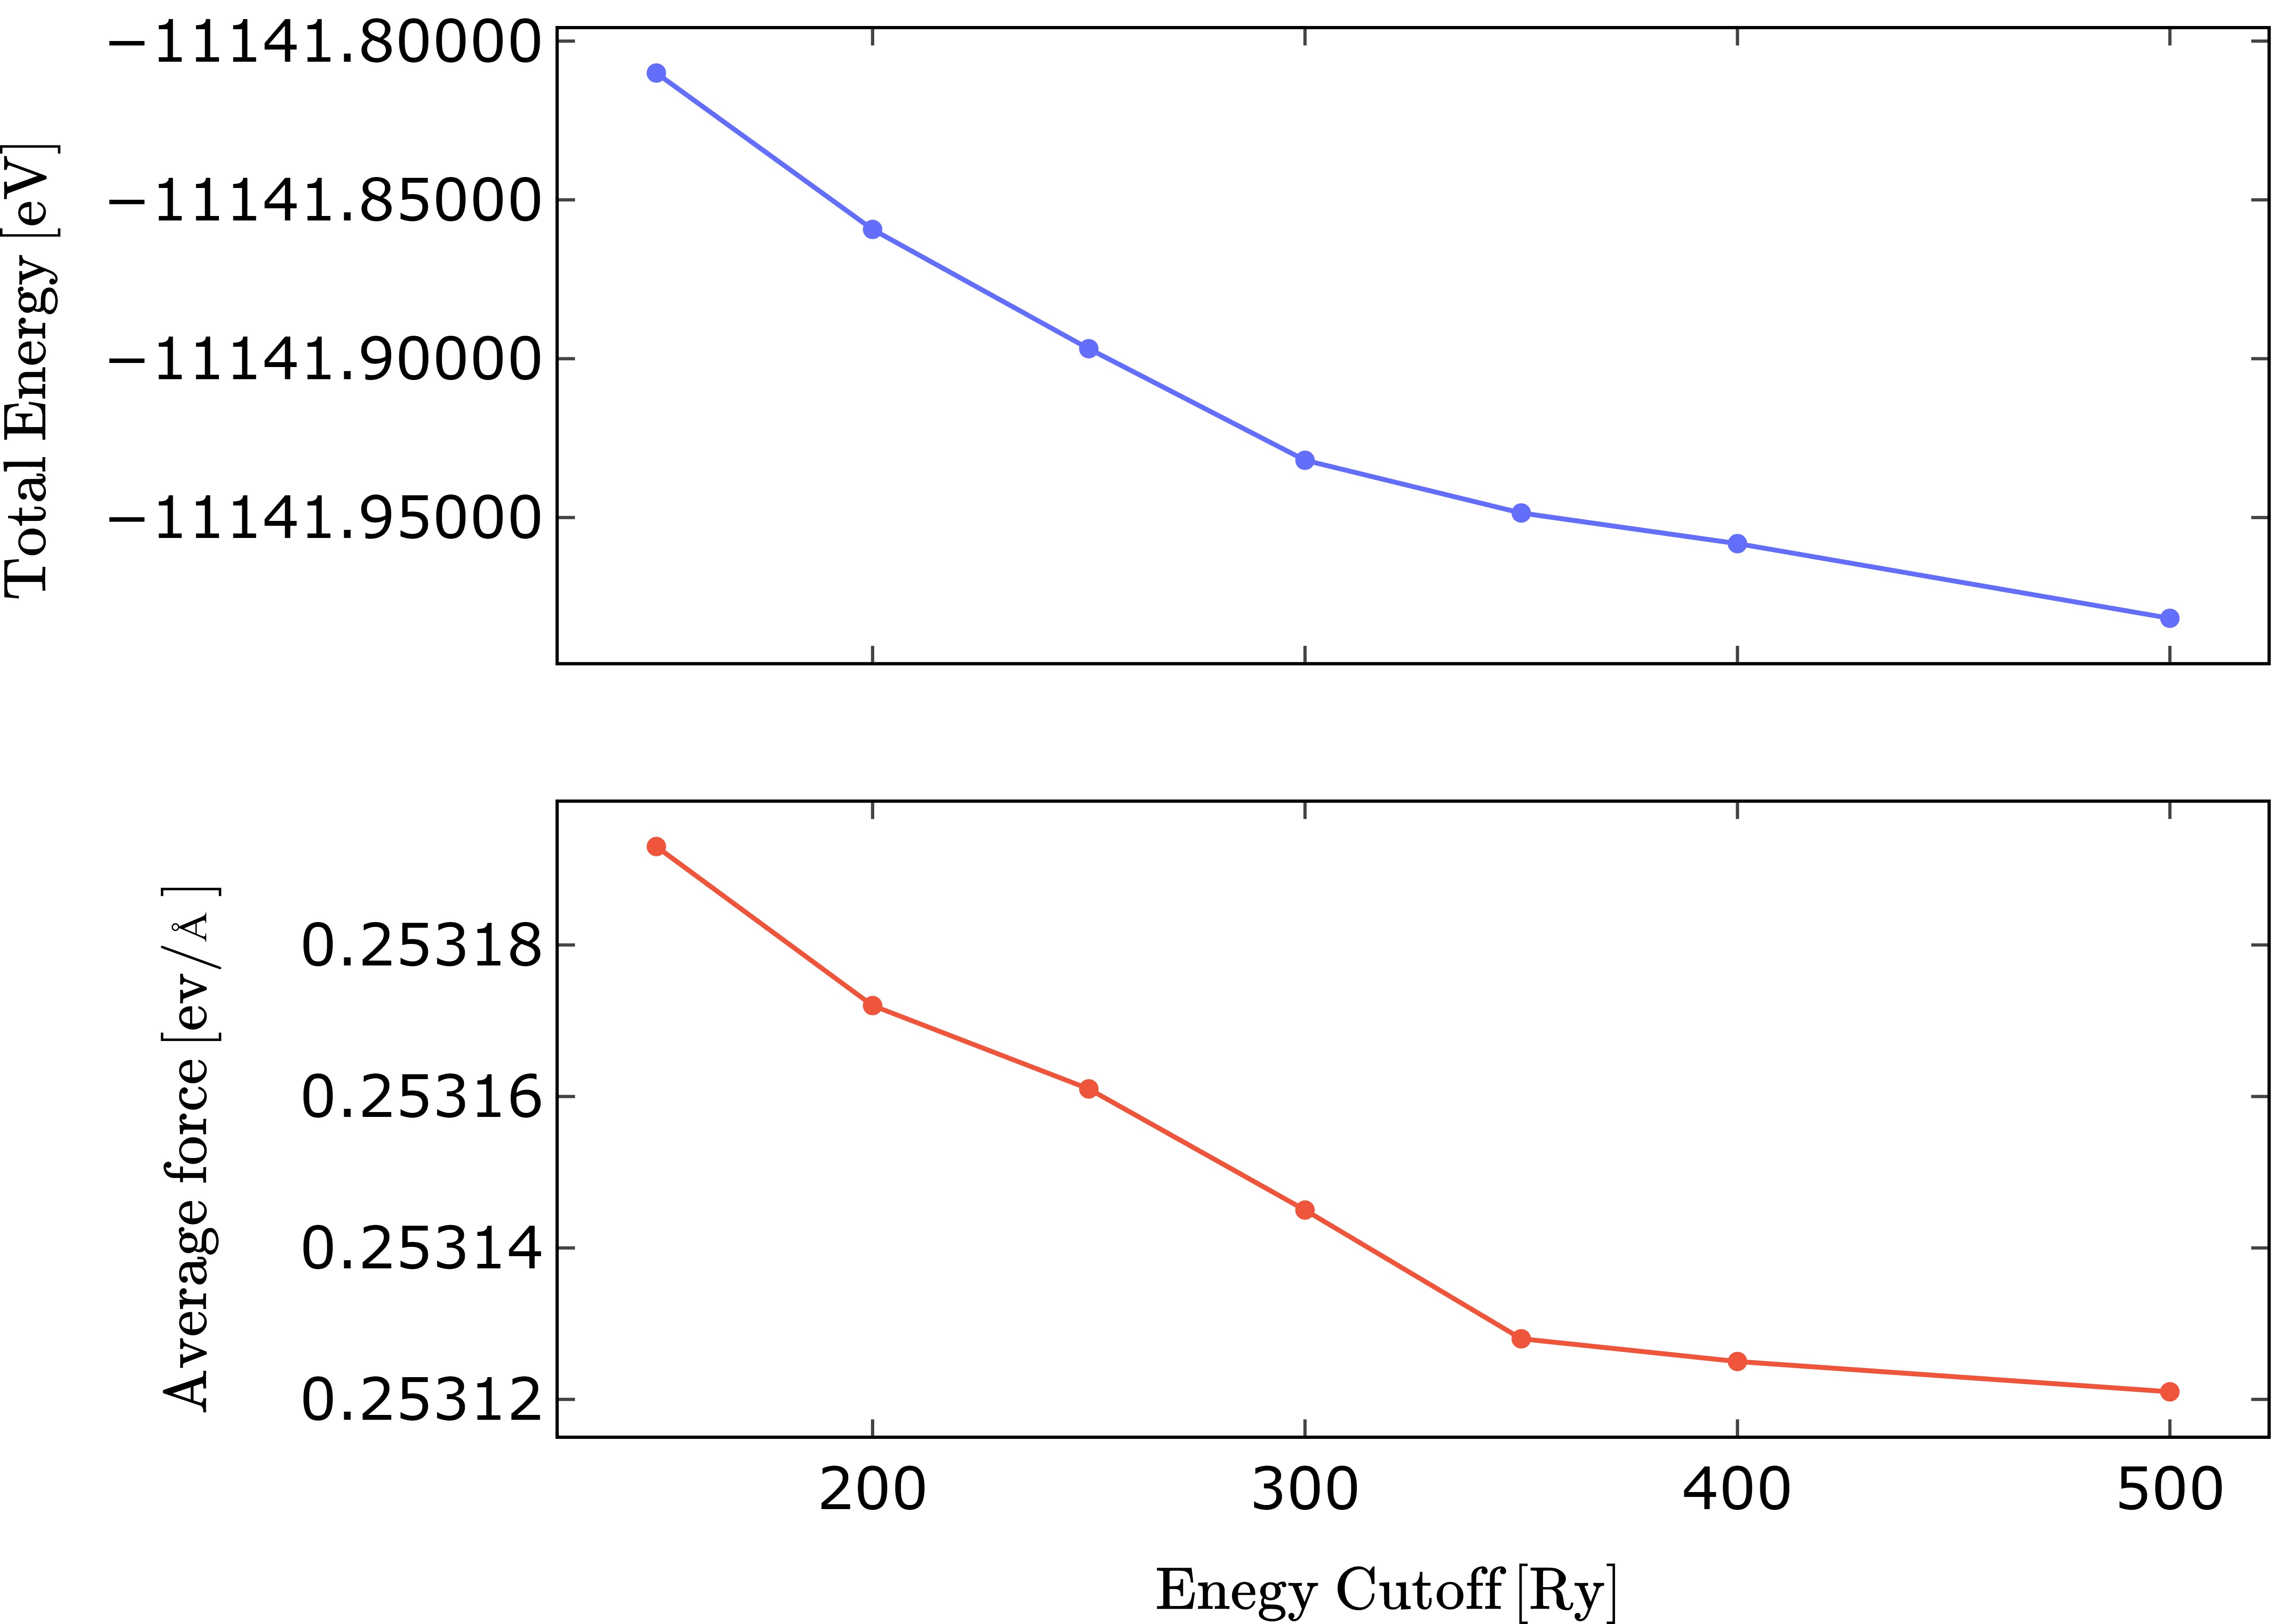 Total Energy [eV]
−11141.80000
−11141.85000
−11141.90000
−11141.95000
Average force [ev/Å]
0.25318
0.25316
0.25314
0.25312
200 300 400 500
Enegy Cutoff [Ry]